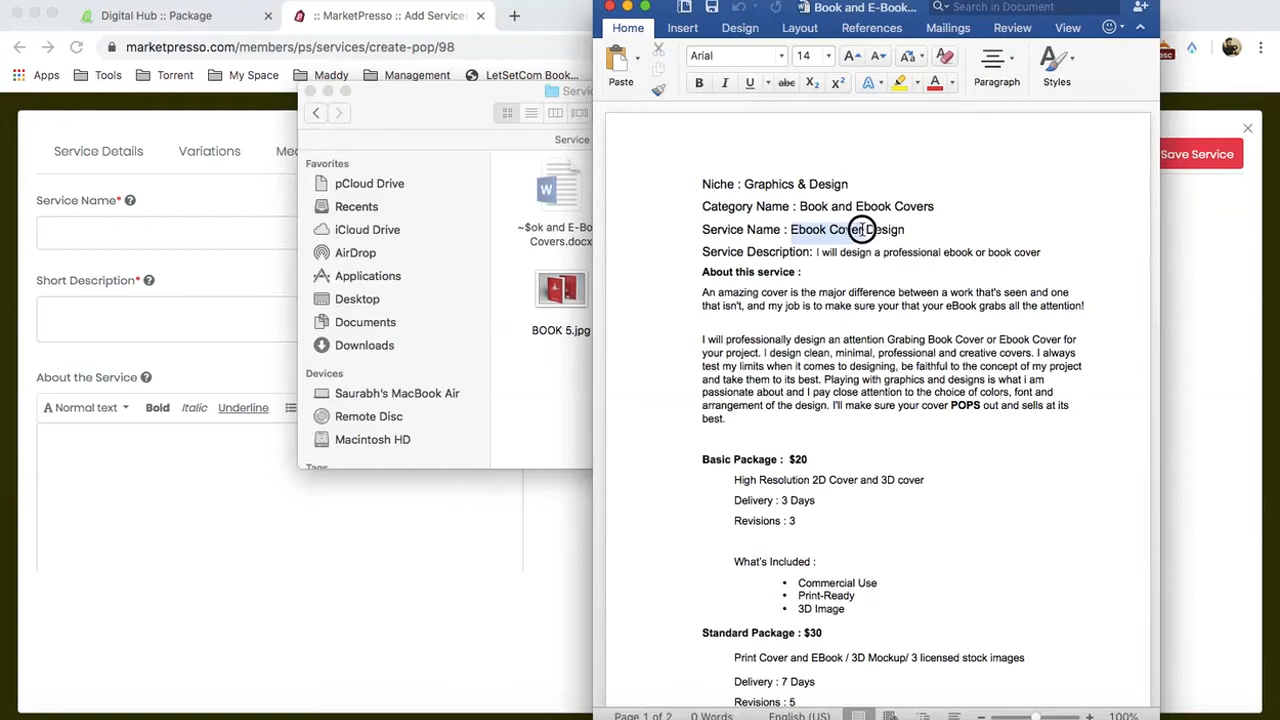 Digital Hub :: Package
:: MarketPresso :: Add Services
marketpresso.com/members/ps/services/create-pop/98
Apps
Tools
Torrent
My Space
Maddy
Management
LetSetCom Book...
Service Details
Variations
Save Service
Service Name*
Short Description*
About the Service
Normal text
Bold
Italic
Underline
Service
Favorites
pCloud Drive
Recents
iCloud Drive
AirDrop
Applications
Desktop
Documents
Downloads
Devices
Saurabh's MacBook Air
Remote Disc
Macintosh HD
Tags
~$ok and E-Bo
Covers.docx
BOOK 5.jpg
Book and E-Book...
Search in Document
Home
Insert
Design
Layout
References
Mailings
Review
View
Paste
Arial
14
Paragraph
Styles
Niche : Graphics & Design
Category Name : Book and Ebook Covers
Service Name : Ebook Cover Design
Service Description: I will design a professional ebook or book cover
About this service :
An amazing cover is the major difference between a work that's seen and one
that isn't, and my job is to make sure your that your eBook grabs all the attention!
I will professionally design an attention Grabing Book Cover or Ebook Cover for
your project. I design clean, minimal, professional and creative covers. I always
test my limits when it comes to designing, be faithful to the concept of my project
and take them to its best. Playing with graphics and designs is what i am
passionate about and I pay close attention to the choice of colors, font and
arrangement of the design. I'll make sure your cover POPS out and sells at its
best.
Basic Package : $20
High Resolution 2D Cover and 3D cover
Delivery : 3 Days
Revisions : 3
What's Included :
• Commercial Use
• Print-Ready
• 3D Image
Standard Package : $30
Print Cover and EBook / 3D Mockup/ 3 licensed stock images
Delivery : 7 Days
Revisions : 5
Page 1 of 2
0 Words
English (US)
100%